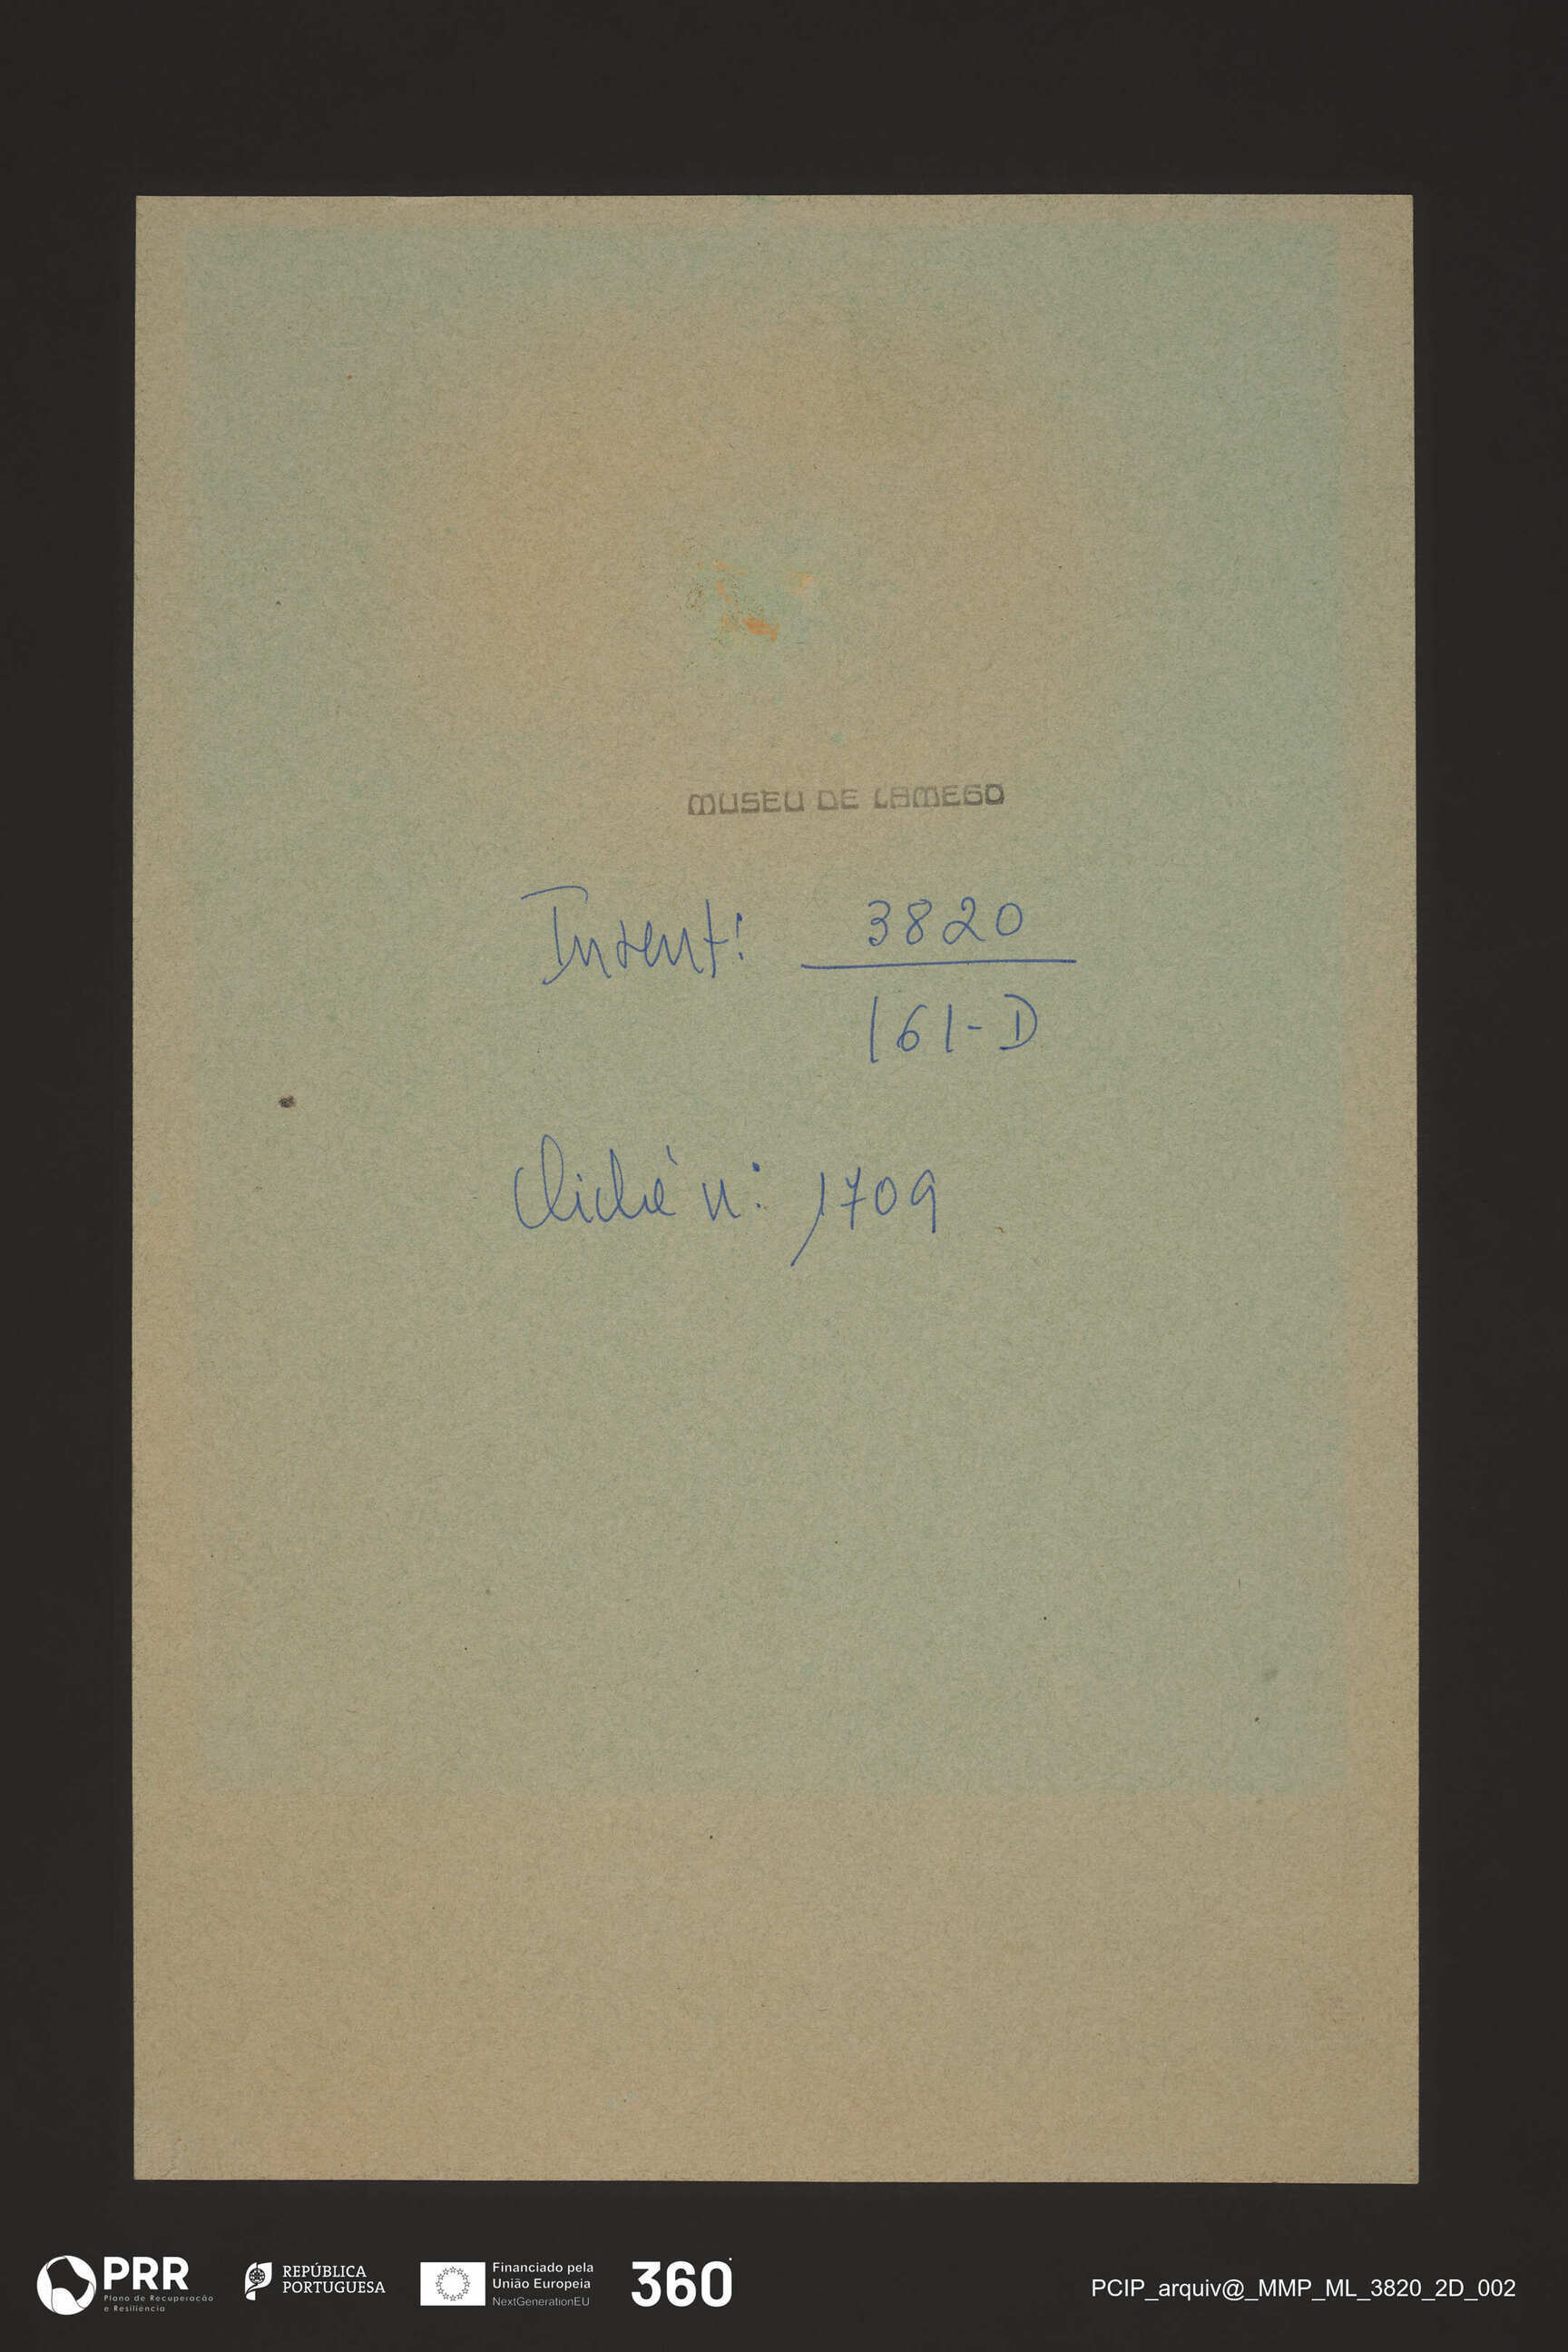 MUSEU DE LAMEGO
Invent: 3820
161-D
Cliché nº 1709
PRR
Plano de Recuperação
e Resiliência
REPÚBLICA
PORTUGUESA
Financiado pela
União Europeia
NextGenerationEU
360
PCIP_arquiv@_MMP_ML_3820_2D_002